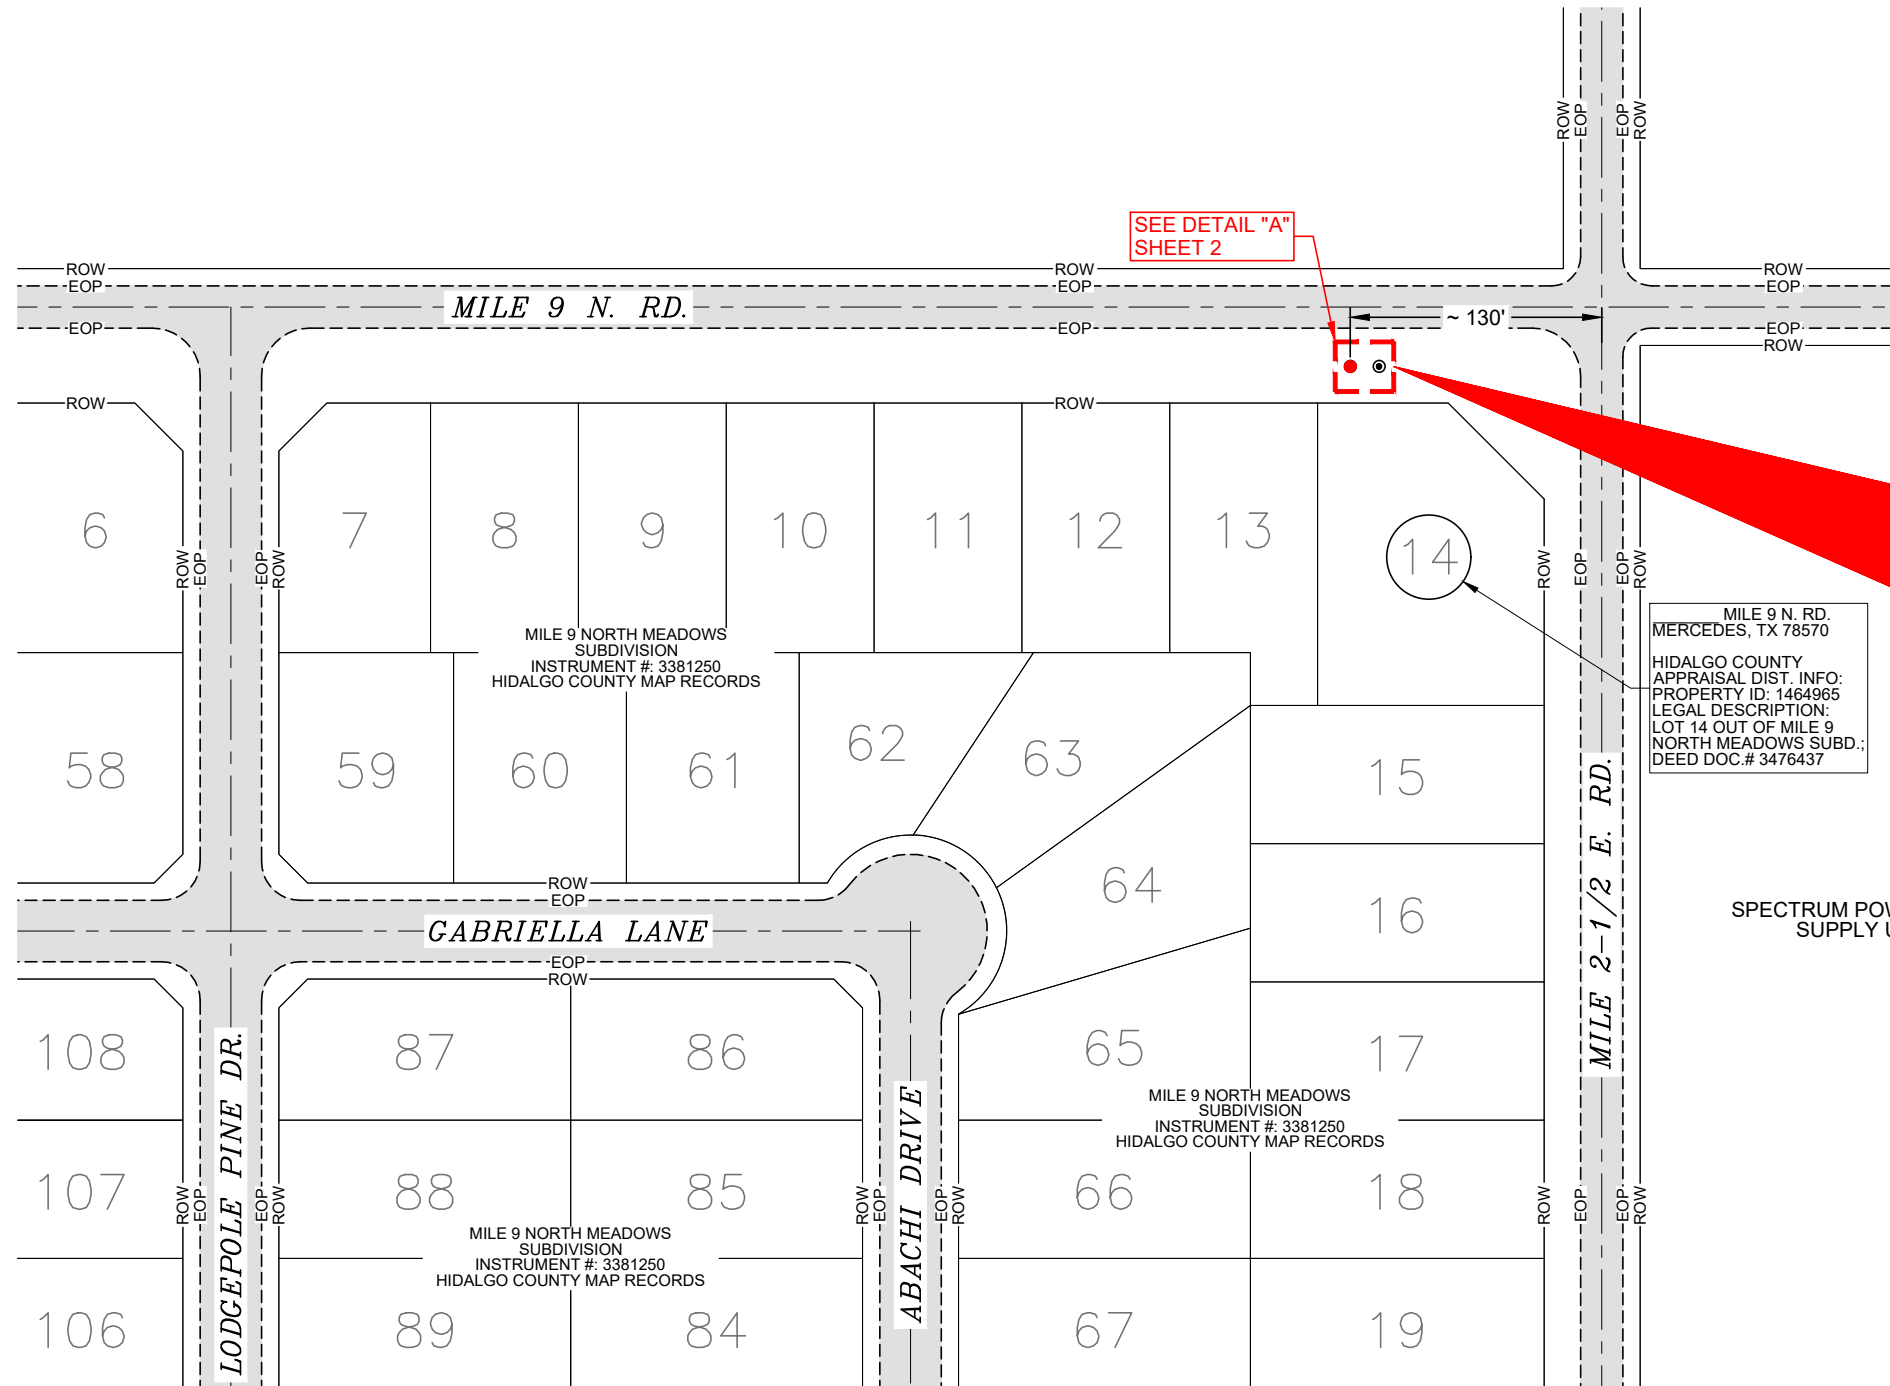 ROW
EOP
EOP
ROW
SEE DETAIL "A"
SHEET 2
ROW
EOP
ROW
EOP
ROW
EOP
MILE 9 N. RD.
~ 130'
EOP
EOP
EOP
ROW
ROW
ROW
6
7
8
9
10
11
12
13
14
ROW
EOP
EOP
ROW
ROW
EOP
EOP
ROW
MILE 9 NORTH MEADOWS
SUBDIVISION
INSTRUMENT #: 3381250
HIDALGO COUNTY MAP RECORDS
MILE 9 N. RD.
MERCEDES, TX 78570
HIDALGO COUNTY
APPRAISAL DIST. INFO:
PROPERTY ID: 1464965
LEGAL DESCRIPTION:
LOT 14 OUT OF MILE 9
NORTH MEADOWS SUBD.;
DEED DOC.# 3476437
58
59
60
61
62
63
15
MILE 2-1/2 E. RD.
ROW
EOP
64
16
SPECTRUM
SUPPLY
GABRIELLA LANE
EOP
ROW
108
87
86
65
17
LODGEPOLE PINE DR.
ABACHI DRIVE
MILE 9 NORTH MEADOWS
SUBDIVISION
INSTRUMENT #: 3381250
HIDALGO COUNTY MAP RECORDS
107
ROW
EOP
EOP
ROW
88
85
ROW
EOP
EOP
ROW
66
18
ROW
EOP
EOP
ROW
MILE 9 NORTH MEADOWS
SUBDIVISION
INSTRUMENT #: 3381250
HIDALGO COUNTY MAP RECORDS
106
89
84
67
19